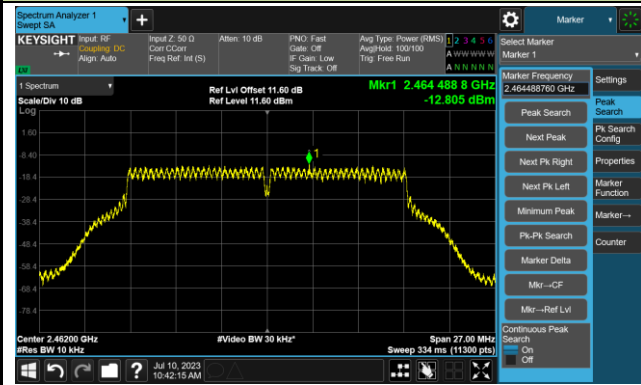 Spectrum Analyzer 1
Swept SA
Marker
KEYSIGHT
Input: RF
Coupling: DC
Align: Auto
Input Z: 50 Ω
Corr CCorr
Freq Ref: Int (S)
Atten: 10 dB
PNO: Fast
Gate: Off
IF Gain: Low
Sig Track: Off
Avg Type: Power (RMS)
Avg|Hold: 100/100
Trig: Free Run
1 2 3 4 5 6
A W W W W W
A N N N N N
Select Marker
Marker 1
1 Spectrum
Scale/Div 10 dB
Log
Ref Lvl Offset 11.60 dB
Ref Level 11.60 dBm
Mkr1 2.464 488 8 GHz
-12.805 dBm
1
1.60
-8.40
-18.4
-28.4
-38.4
-48.4
-58.4
-68.4
-78.4
Center 2.46200 GHz
#Res BW 10 kHz
#Video BW 30 kHz*
Span 27.00 MHz
Sweep 334 ms (11300 pts)
Marker Frequency
2.464488760 GHz
Peak Search
Next Peak
Next Pk Right
Next Pk Left
Minimum Peak
Pk-Pk Search
Marker Delta
Mkr→CF
Mkr→Ref Lvl
Continuous Peak
Search
On
Off
Settings
Peak
Search
Pk Search
Config
Properties
Marker
Function
Marker→
Counter
?
Jul 10, 2023
10:42:15 AM